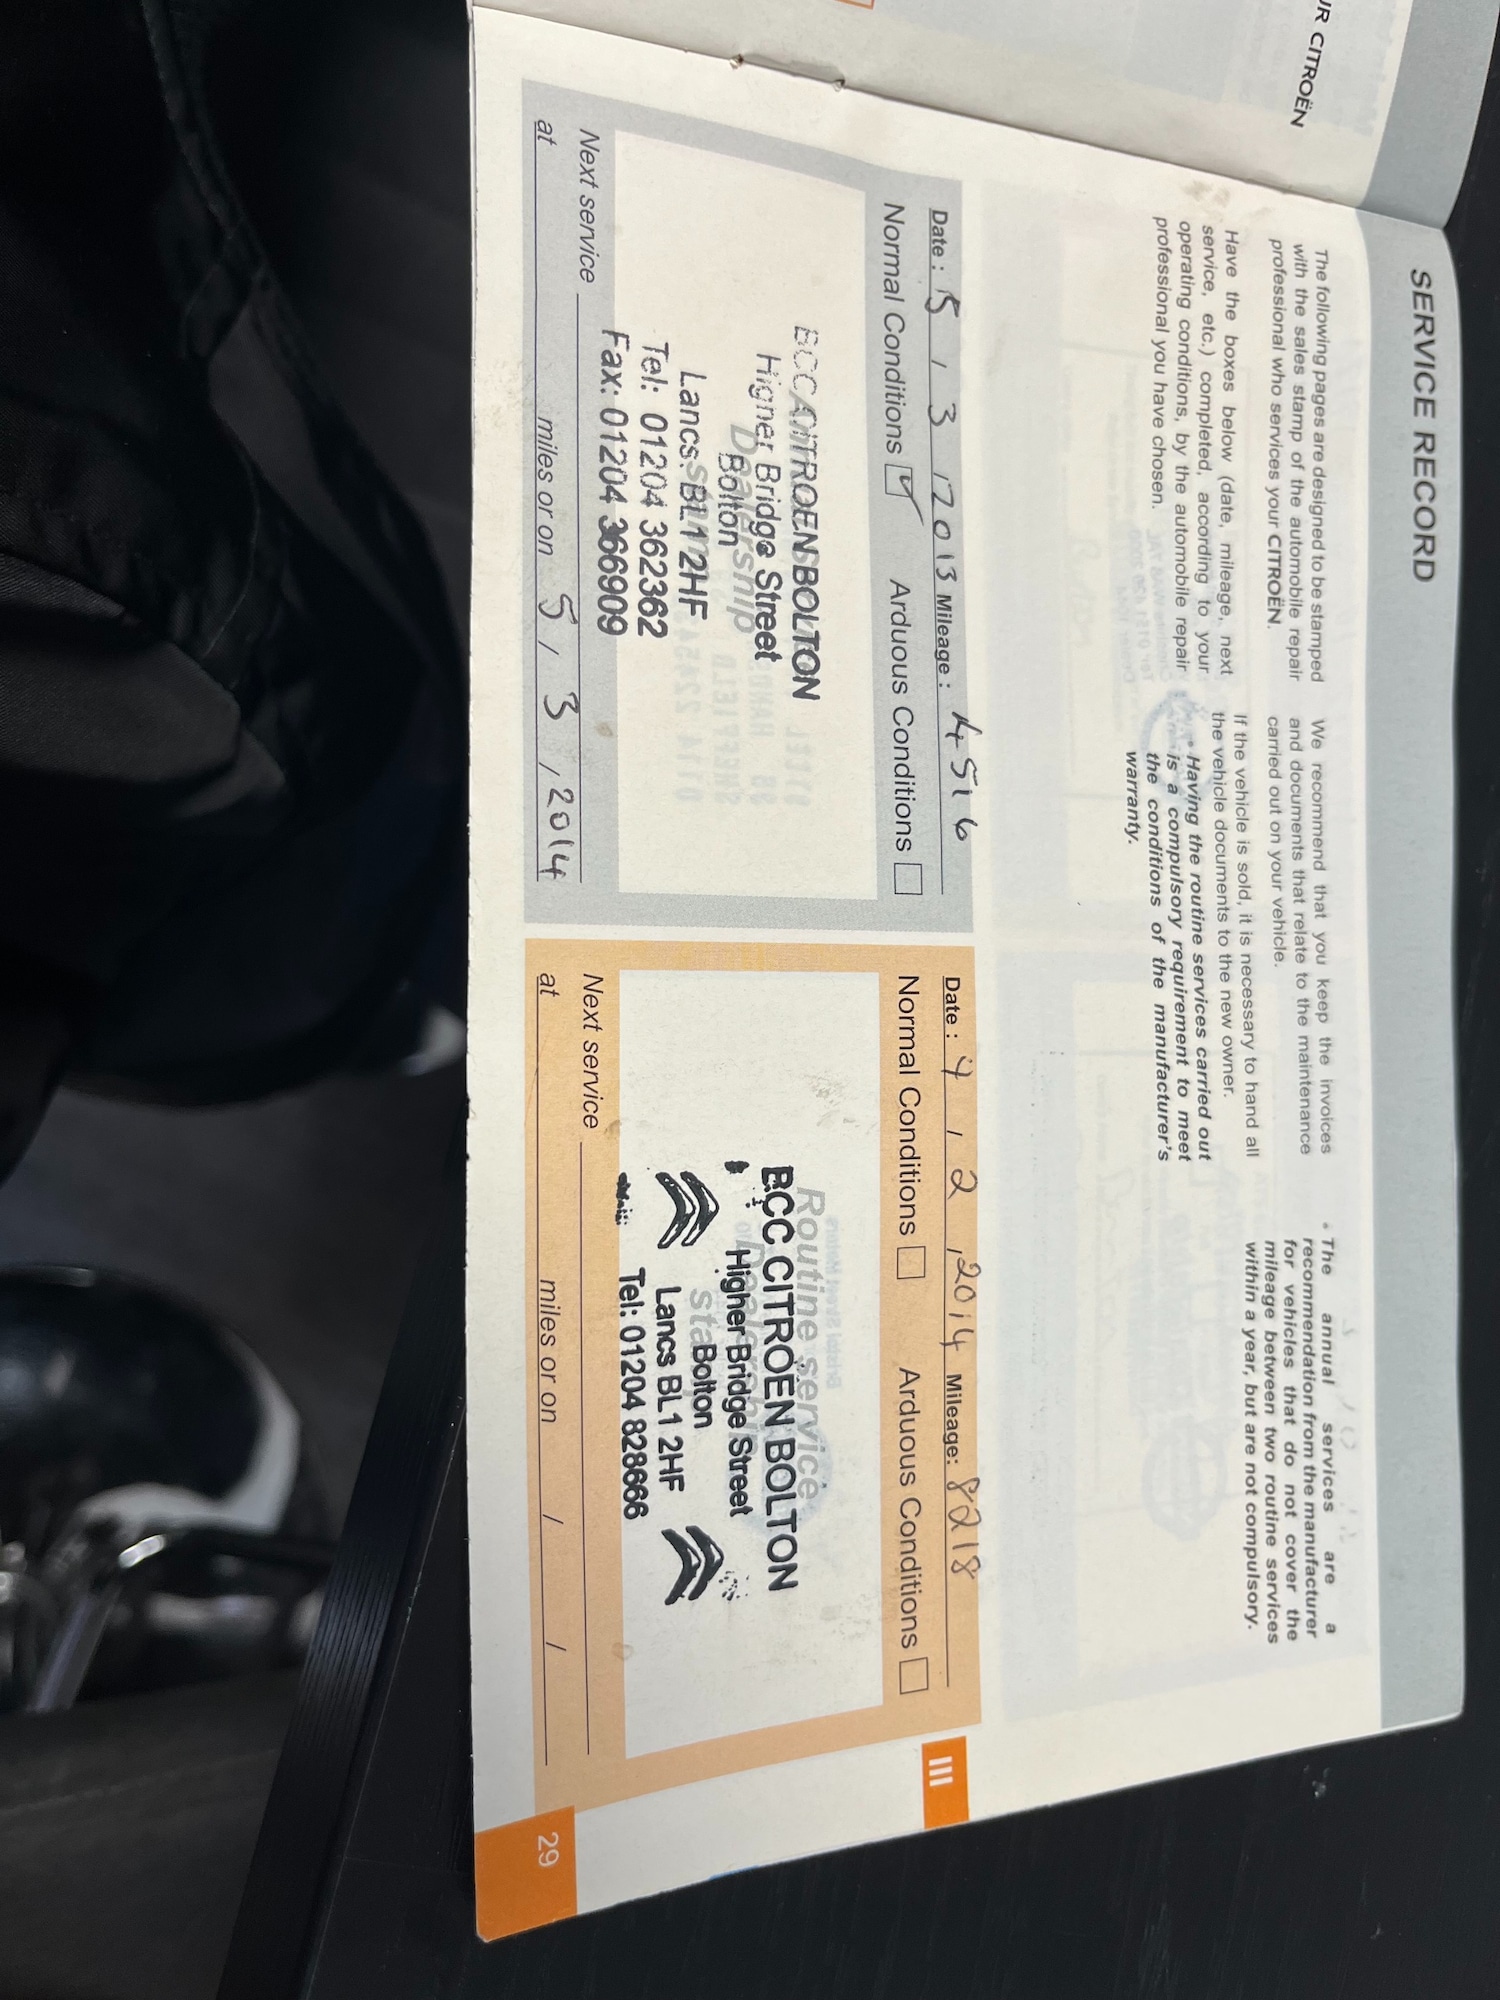 UR CITROËN
SERVICE RECORD
The following pages are designed to be stamped
with the sales stamp of the automobile repair
professional who services your CITROËN.
Have the boxes below (date, mileage, next
service, etc.) completed, according to your
operating conditions, by the automobile repair
professional you have chosen.
We recommend that you keep the invoices
and documents that relate to the maintenance
carried out on your vehicle.
If the vehicle is sold, it is necessary to hand all
the vehicle documents to the new owner.
* Having the routine services carried out
is a compulsory requirement to meet
the conditions of the manufacturer's
warranty.
* The annual services are a
recommendation from the manufacturer
for vehicles that do not cover the
mileage between two routine services
within a year, but are not compulsory.
Date : 5 / 3 / 2013 Mileage : 4516
Normal Conditions ☑ Arduous Conditions ☐
BCC CITROEN BOLTON
Higher Bridge Street
Dealership
Bolton
Lancs. BL1 2HF
stamp
Tel: 01204 362362
Fax: 01204 366909
Next service
at miles or on 5 / 3 / 2014
Date : 4 / 2 / 2014 Mileage: 8218
Normal Conditions ☐ Arduous Conditions ☐
Routine service
BCC CITROEN BOLTON
Higher Bridge Street
Bolton
Lancs BL1 2HF
Tel: 01204 828666
Next service
at miles or on / /
III
29